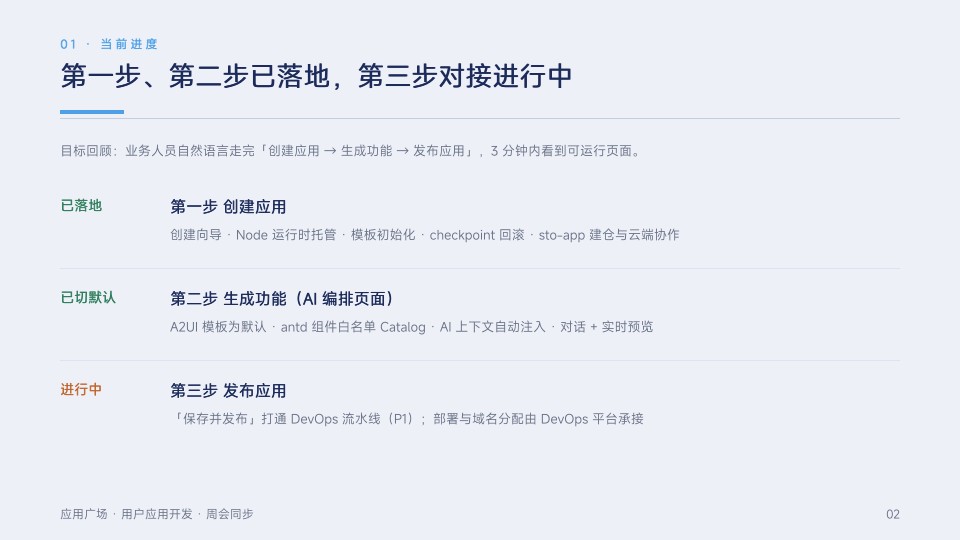 01 · 当前进度
第一步、第二步已落地，第三步对接进行中
目标回顾：业务人员自然语言走完「创建应用 → 生成功能 → 发布应用」，3 分钟内看到可运行页面。
已落地
第一步 创建应用
创建向导 · Node 运行时托管 · 模板初始化 · checkpoint 回滚 · sto-app 建仓与云端协作
已切默认
第二步 生成功能（AI 编排页面）
A2UI 模板为默认 · antd 组件白名单 Catalog · AI 上下文自动注入 · 对话 + 实时预览
进行中
第三步 发布应用
「保存并发布」打通 DevOps 流水线（P1）；部署与域名分配由 DevOps 平台承接
应用广场 · 用户应用开发 · 周会同步
02